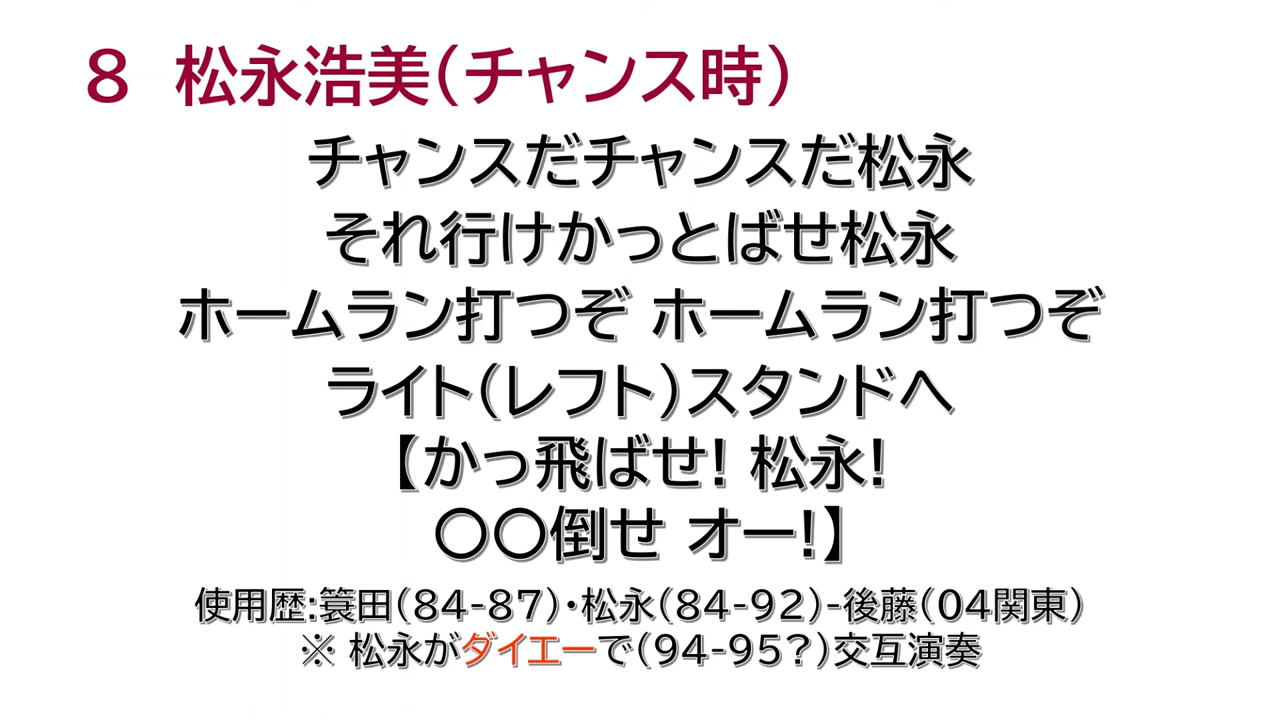 8 松永浩美(チャンス時)
チャンスだチャンスだ松永
それ行けかっとばせ松永
ホームラン打つぞ ホームラン打つぞ
ライト(レフト)スタンドへ
【かっ飛ばせ! 松永!
〇〇倒せ オー!】
使用歴:簑田(84-87)・松永(84-92)-後藤(04関東)
※ 松永がダイエーで(94-95?)交互演奏